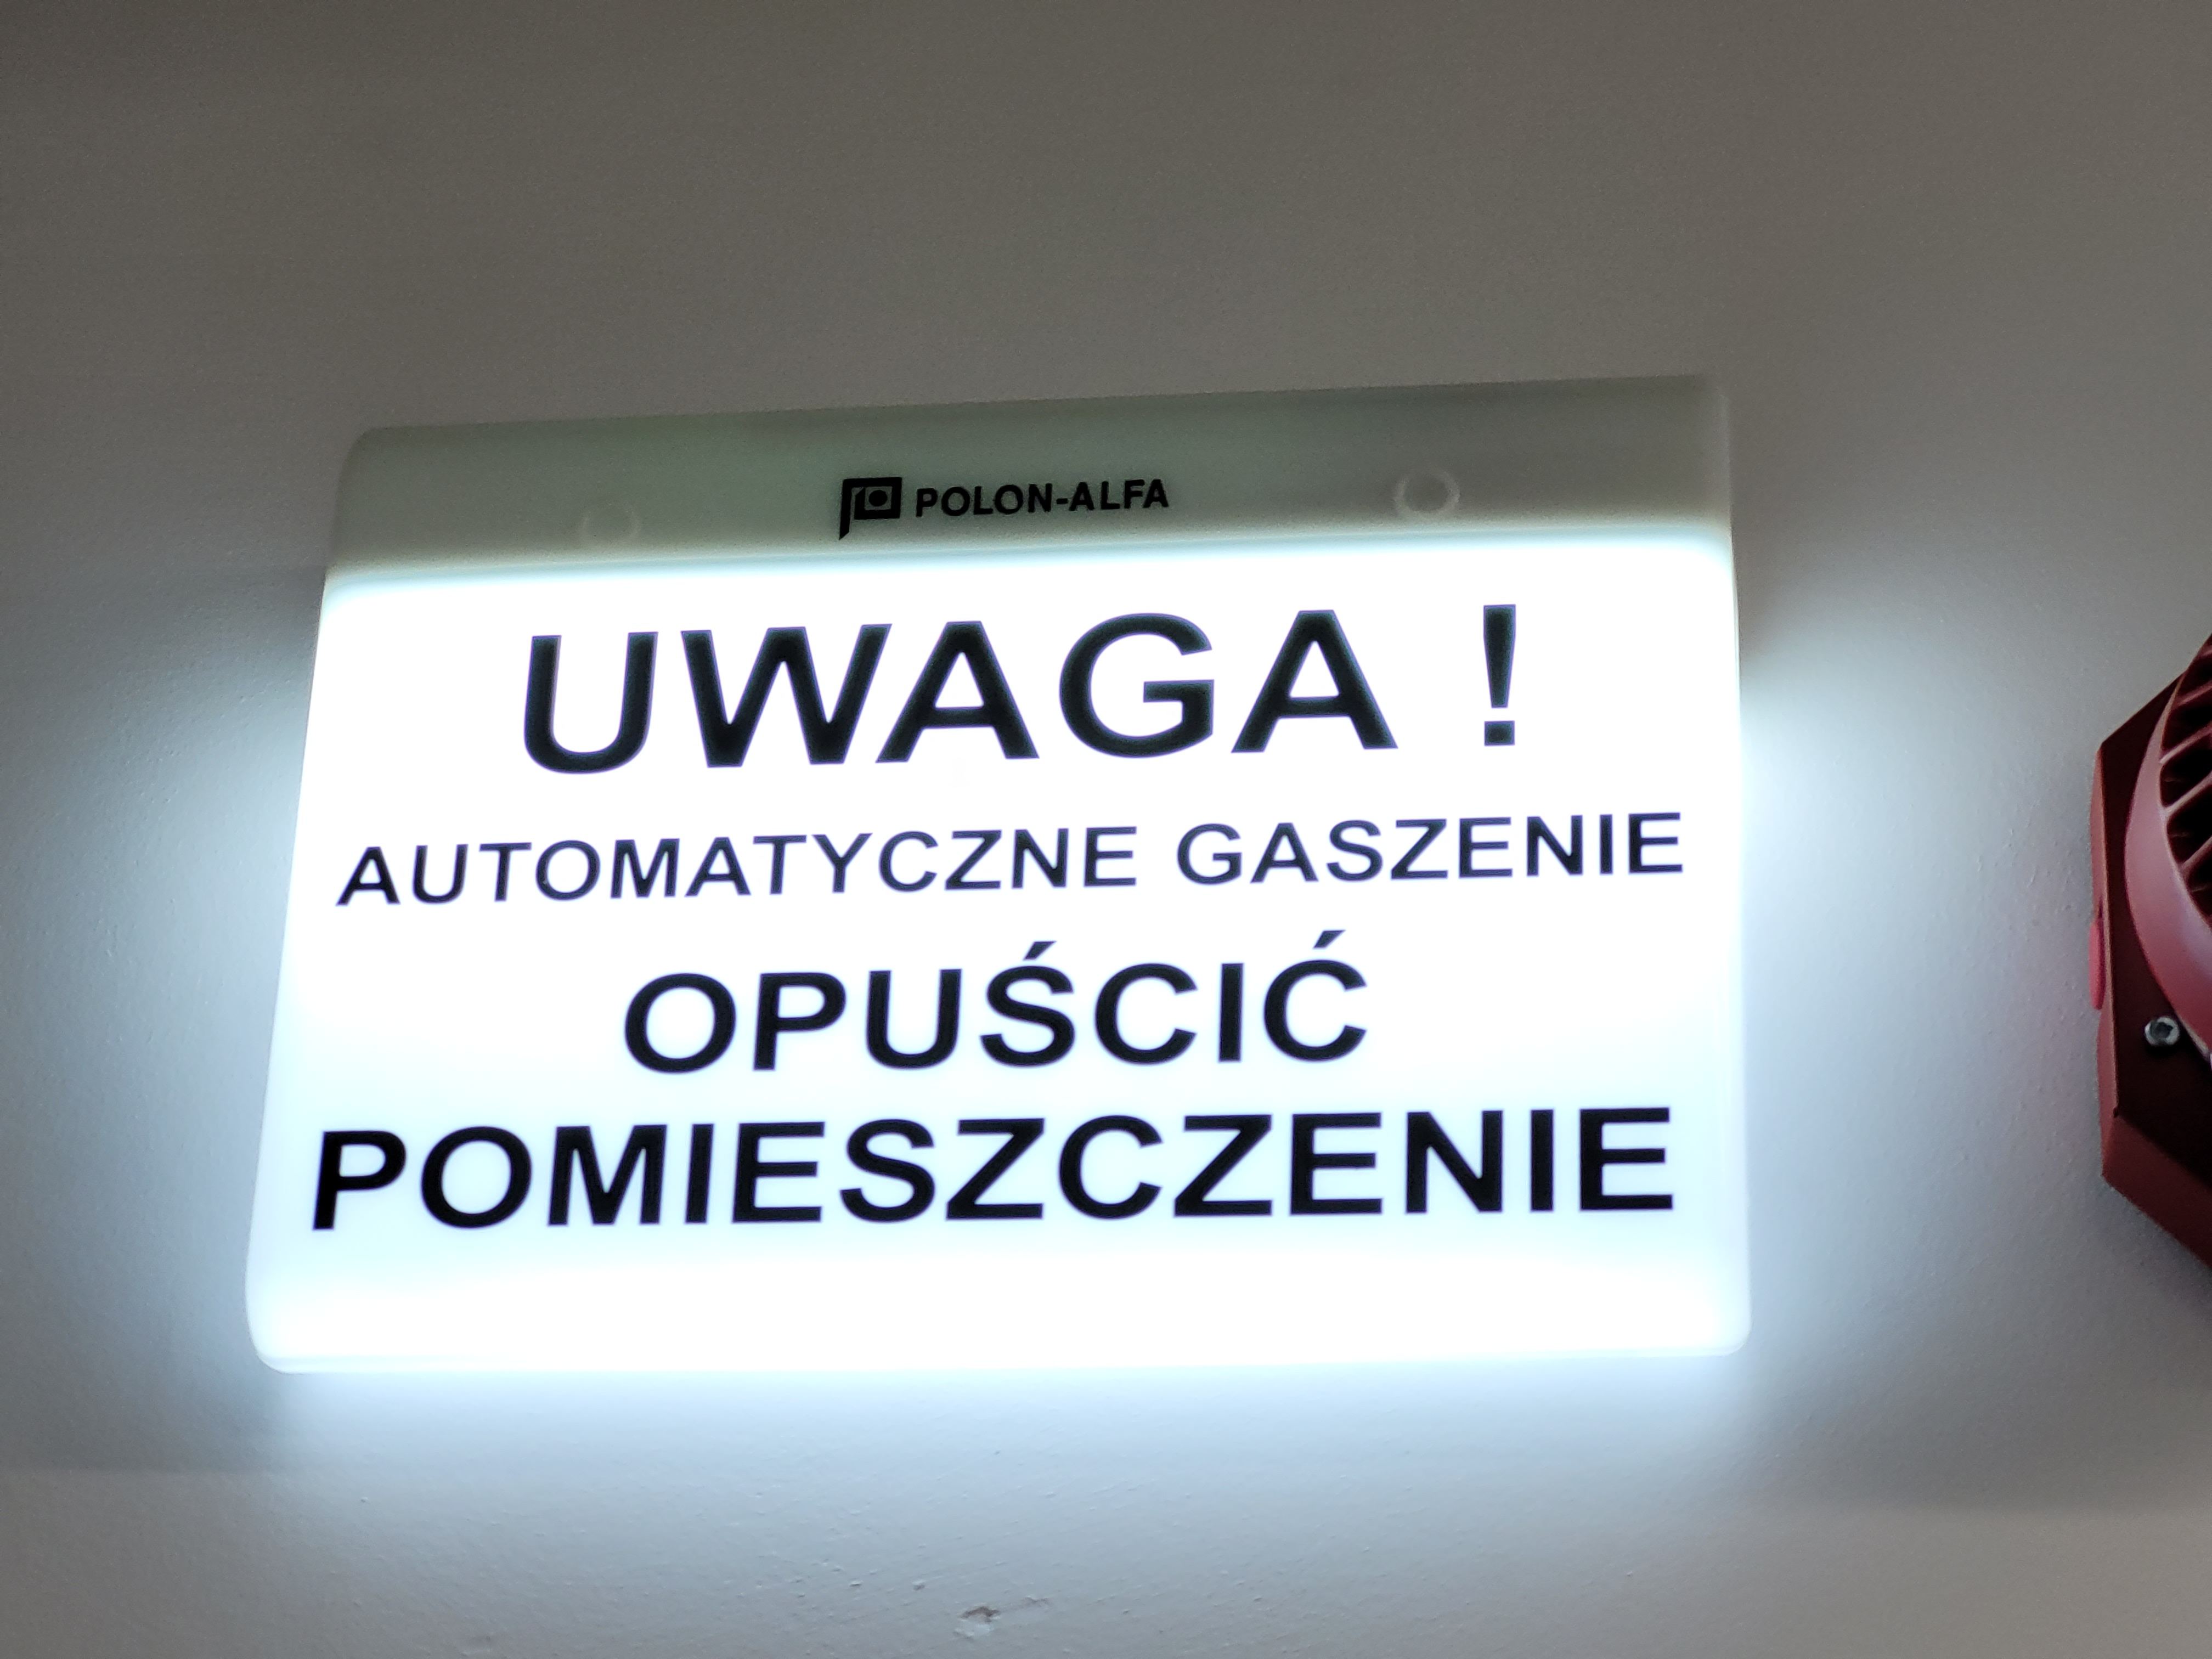 POLON-ALFA
UWAGA !
AUTOMATYCZNE GASZENIE
OPUŚCIĆ
POMIESZCZENIE